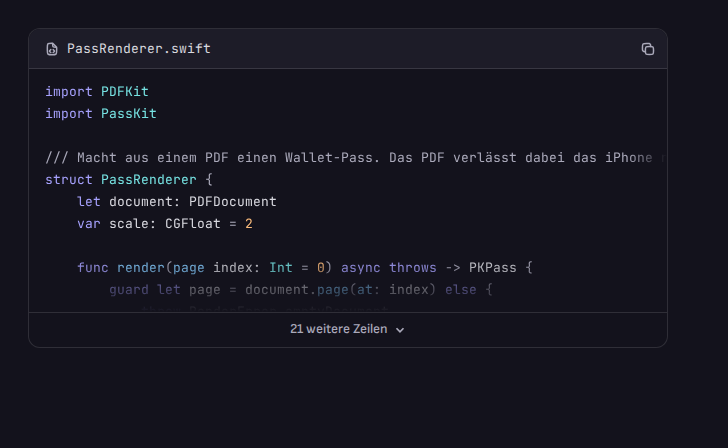 PassRenderer.swift
import PDFKit
import PassKit
/// Macht aus einem PDF einen Wallet-Pass. Das PDF verlässt dabei das iPhone
struct PassRenderer {
let document: PDFDocument
var scale: CGFloat = 2
func render(page index: Int = 0) async throws -> PKPass {
guard let page = document.page(at: index) else {
21 weitere Zeilen